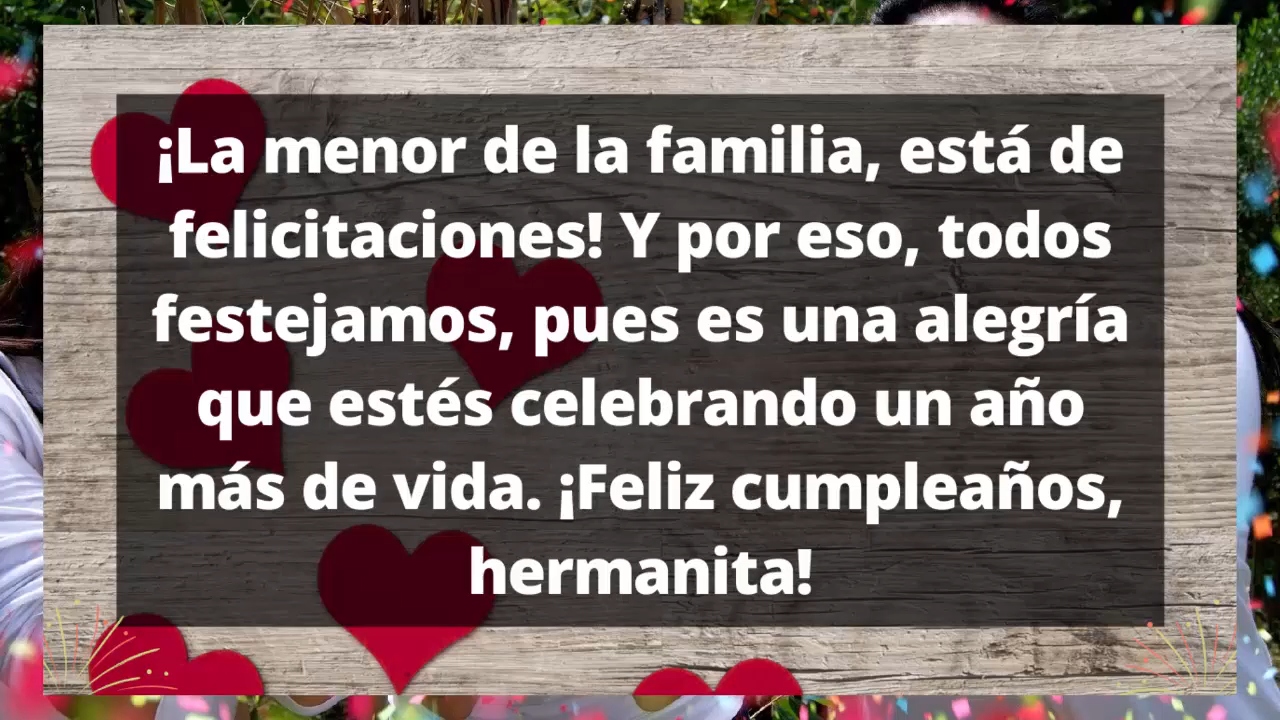 ¡La menor de la familia, está de
felicitaciones! Y por eso, todos
festejamos, pues es una alegría
que estés celebrando un año
más de vida. ¡Feliz cumpleaños,
hermanita!